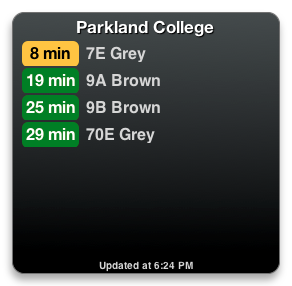 Parkland College
8 min 7E Grey
19 min 9A Brown
25 min 9B Brown
29 min 70E Grey
Updated at 6:24 PM